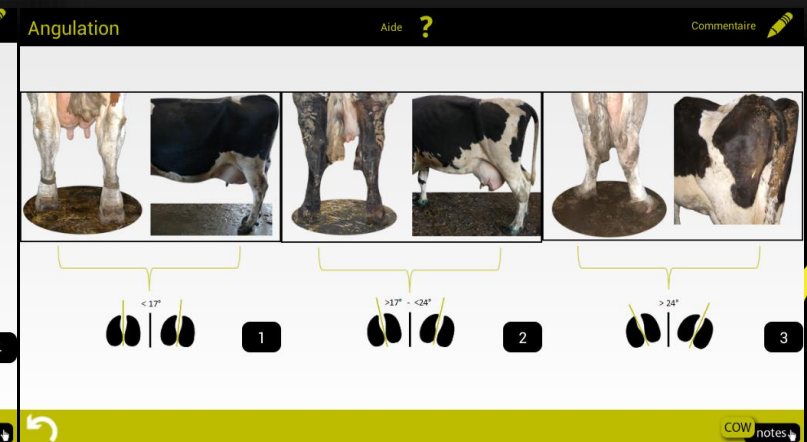 Angulation
Aide ?
Commentaire
< 17°
>17° - <24°
> 24°
1
2
3
COW
notes